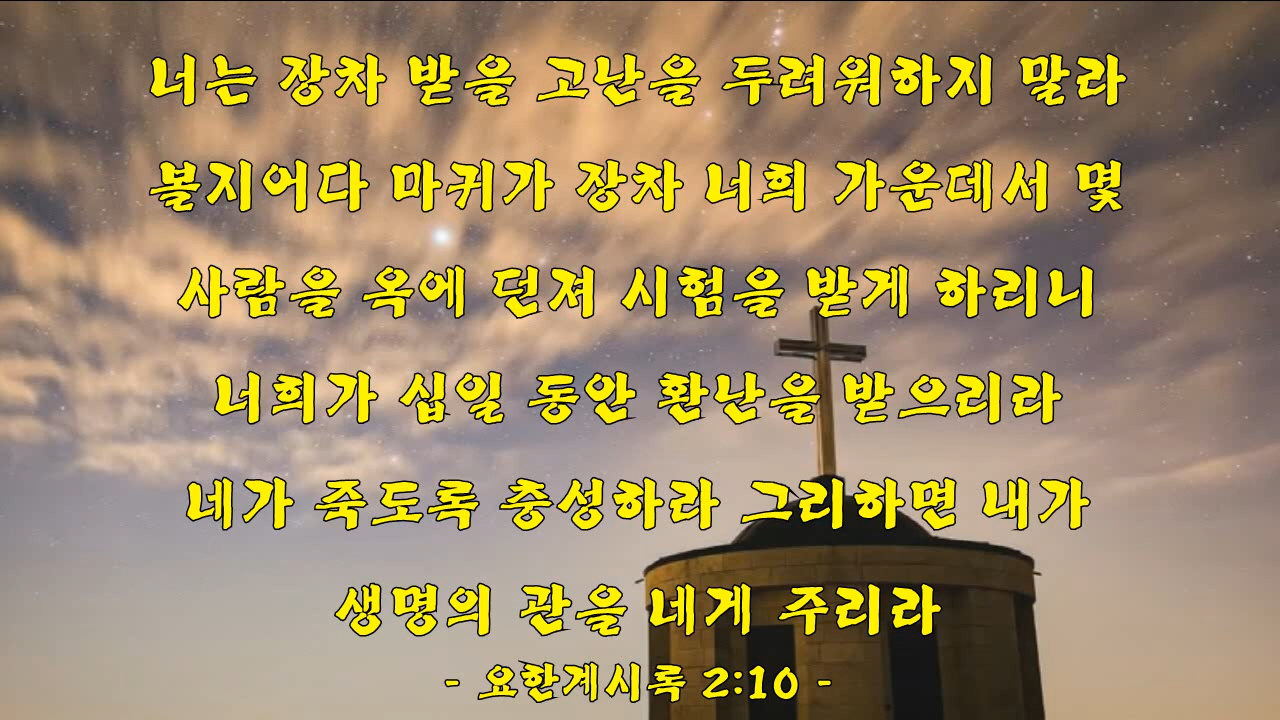 너는 장차 받을 고난을 두려워하지 말라
볼지어다 마귀가 장차 너희 가운데서 몇
사람을 옥에 던져 시험을 받게 하리니
너희가 십일 동안 환난을 받으리라
네가 죽도록 충성하라 그리하면 내가
생명의 관을 네게 주리라
- 요한계시록 2:10 -